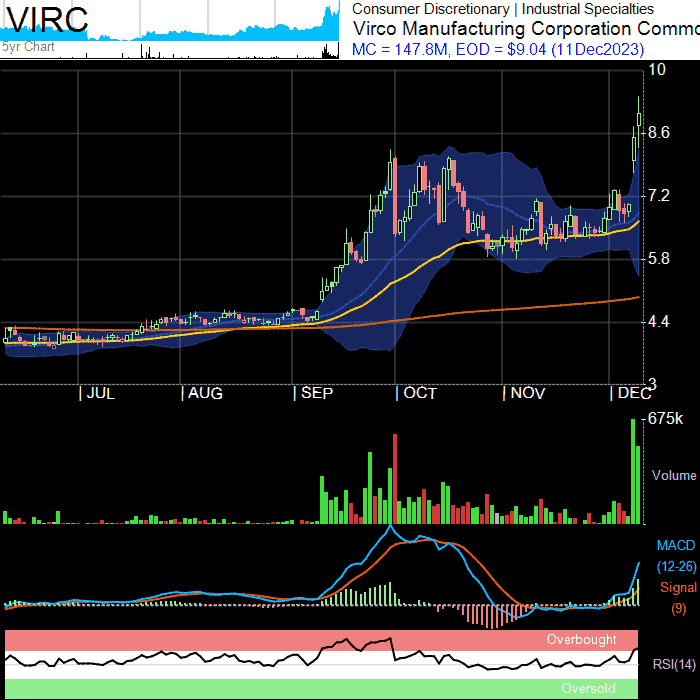 VIRC
5yr Chart
Consumer Discretionary | Industrial Specialties
Virco Manufacturing Corporation Commo
MC = 147.8M, EOD = $9.04 (11Dec2023)
10
8.6
7.2
5.8
4.4
3
JUL
AUG
SEP
OCT
NOV
DEC
675k
Volume
MACD
(12-26)
Signal
(9)
Overbought
RSI(14)
Oversold